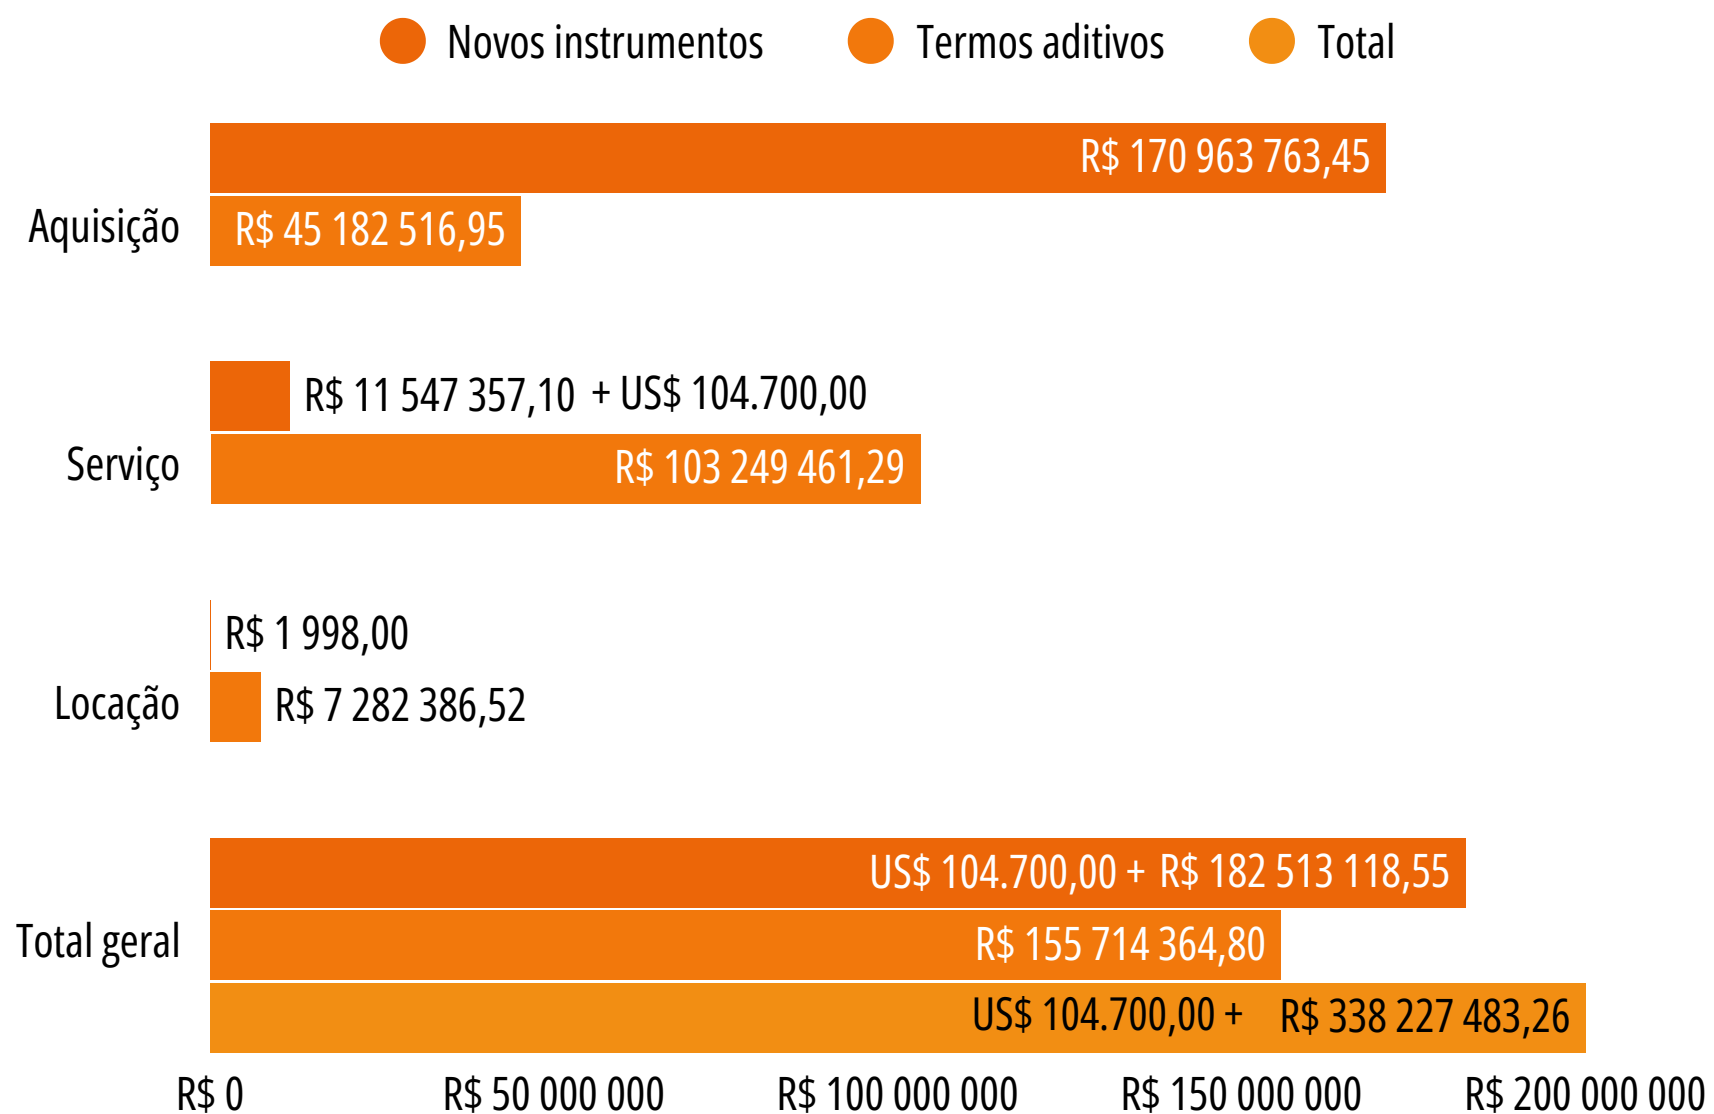 Novos instrumentos Termos aditivos Total
R$ 170 963 763,45
Aquisição R$ 45 182 516,95
R$ 11 547 357,10 + US$ 104.700,00
Serviço R$ 103 249 461,29
R$ 1 998,00
Locação R$ 7 282 386,52
US$ 104.700,00 + R$ 182 513 118,55
Total geral R$ 155 714 364,80
US$ 104.700,00 + R$ 338 227 483,26
R$ 0 R$ 50 000 000 R$ 100 000 000 R$ 150 000 000 R$ 200 000 000